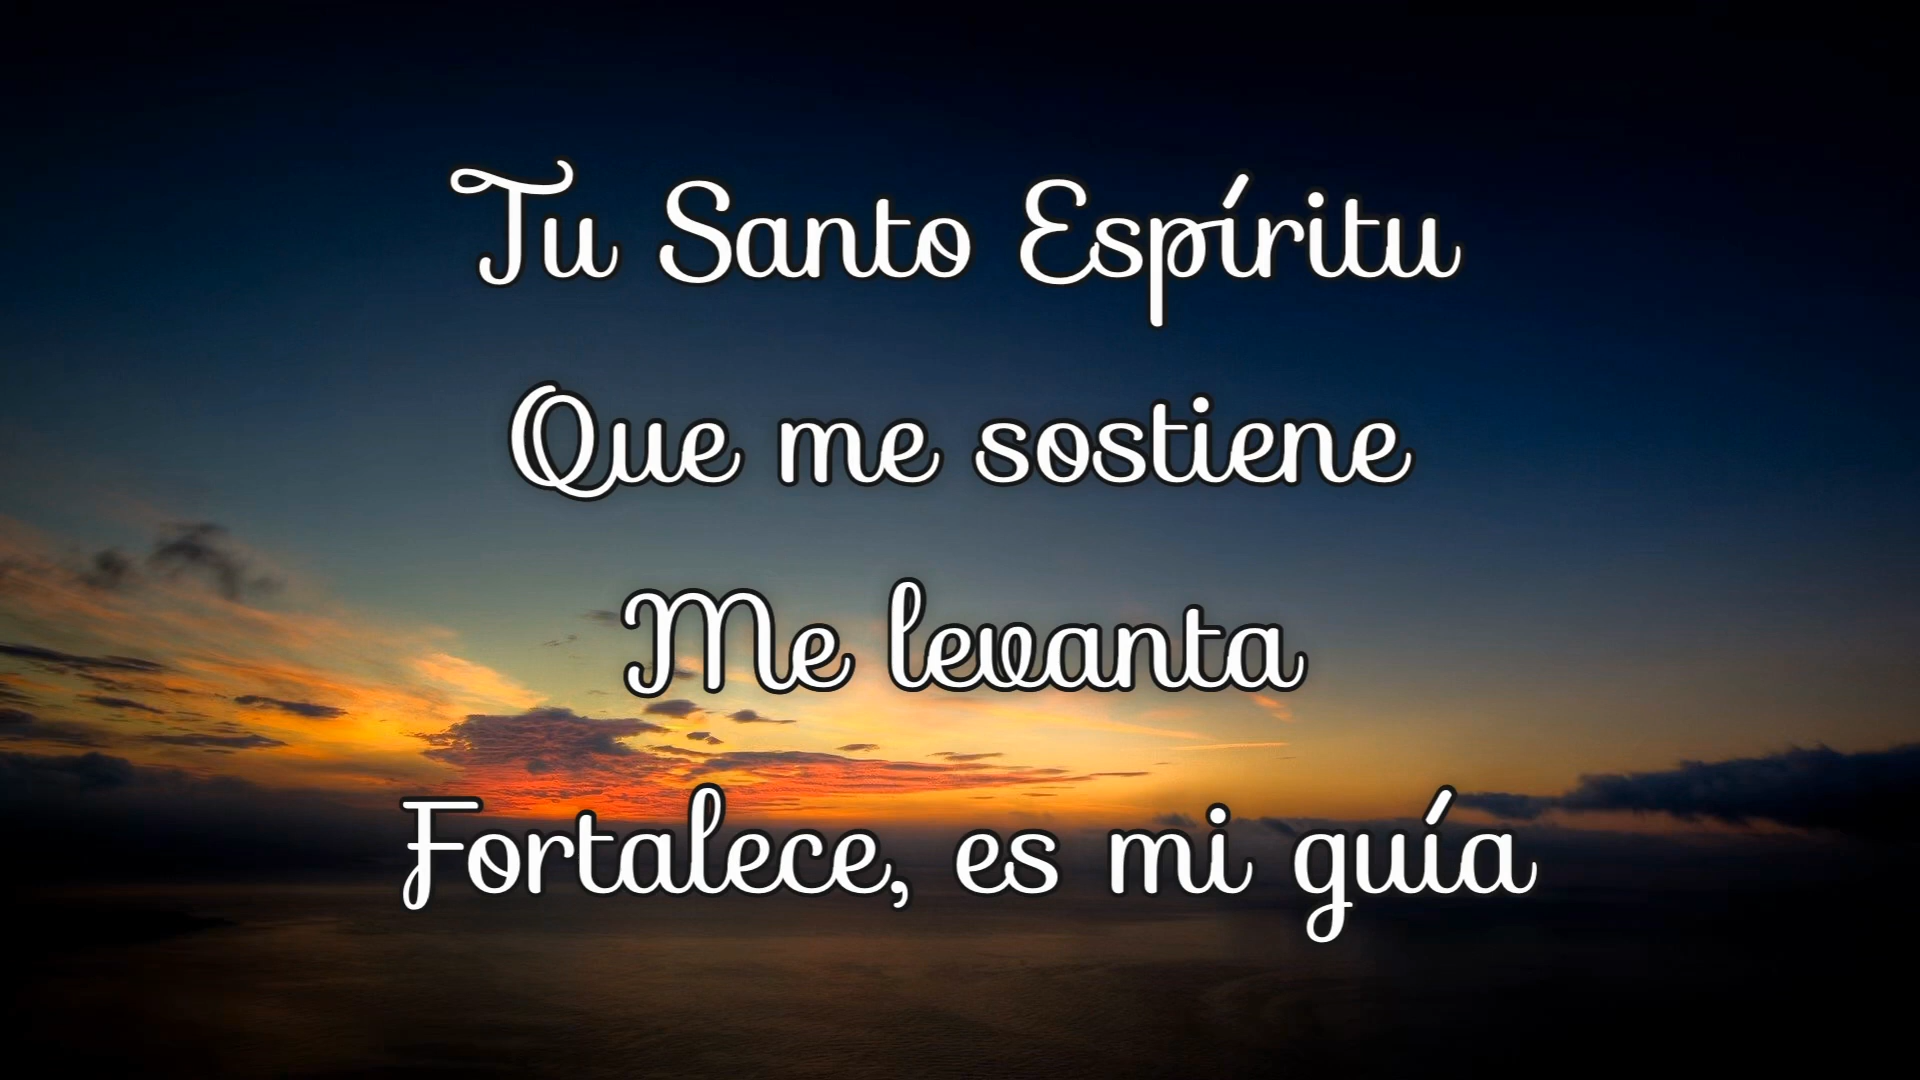 Tu Santo Espíritu
Que me sostiene
Me levanta
Fortalece, es mi guía